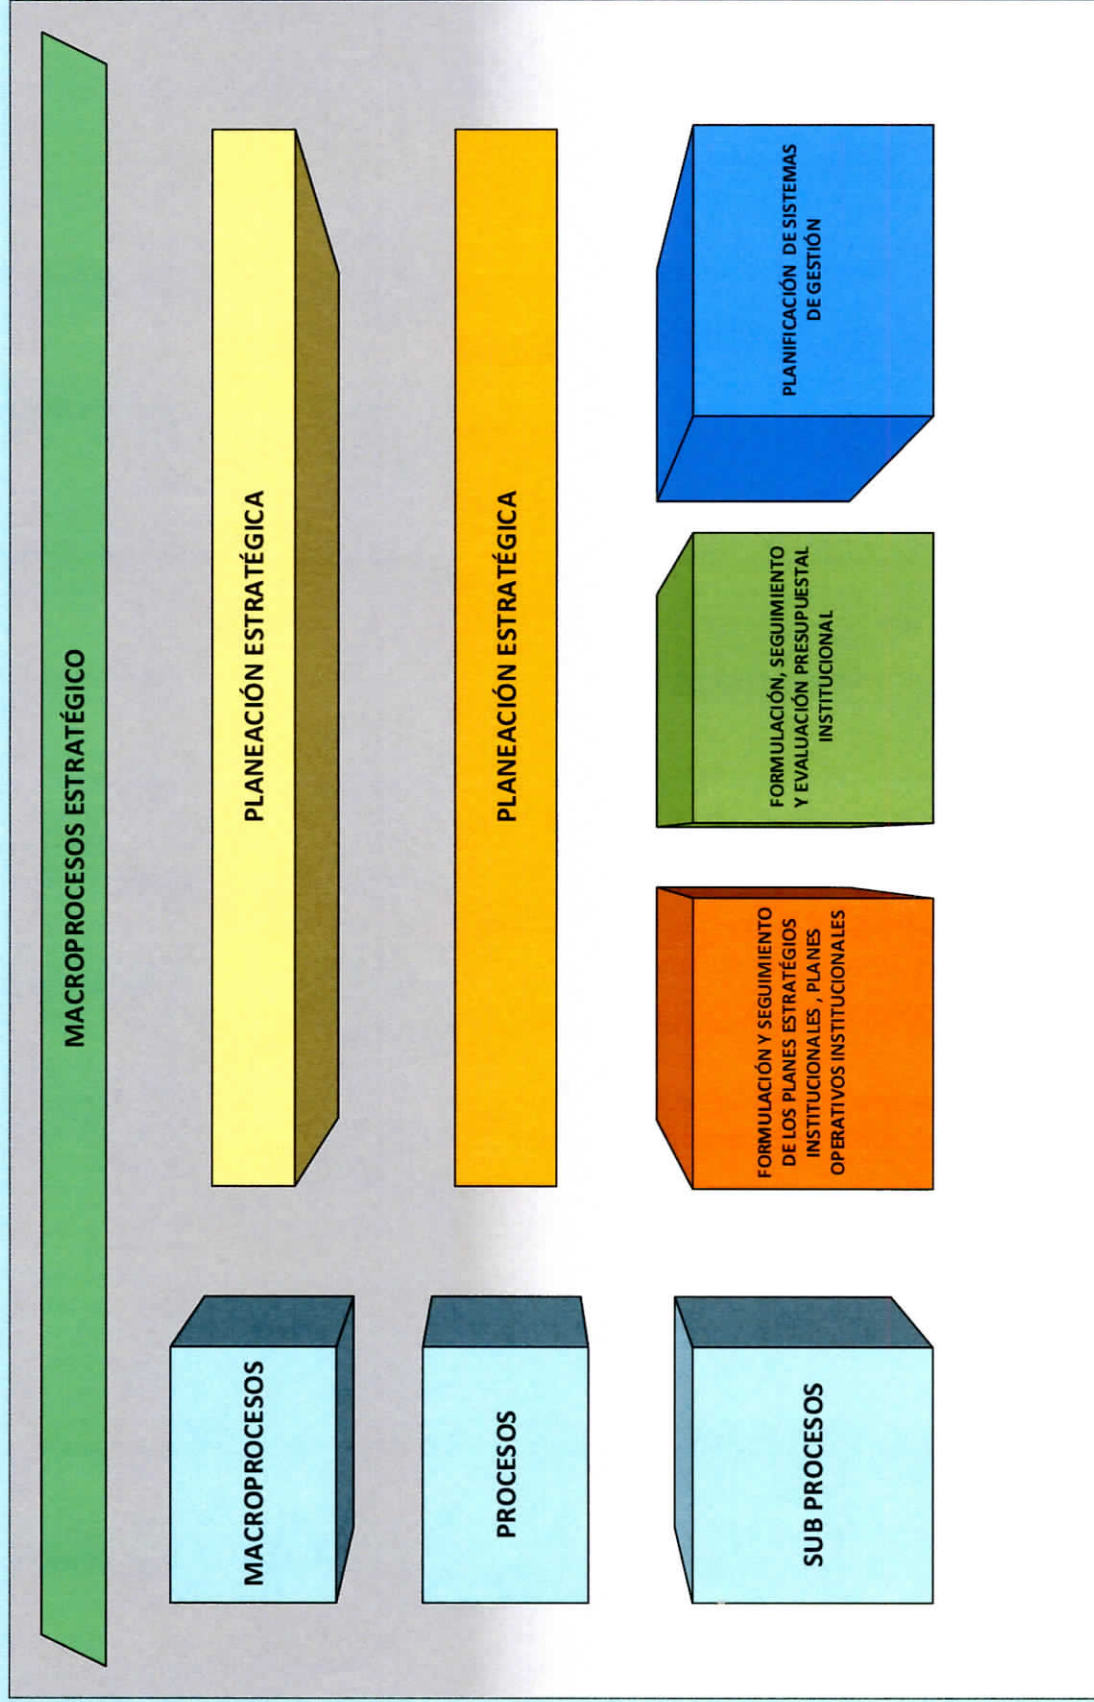 MACROPROCESOS ESTRATÉGICO
MACROPROCESOS
PLANEACIÓN ESTRATÉGICA
PROCESOS
PLANEACIÓN ESTRATÉGICA
SUB PROCESOS
FORMULACIÓN Y SEGUIMIENTO
DE LOS PLANES ESTRATÉGIOS
INSTITUCIONALES , PLANES
OPERATIVOS INSTITUCIONALES
FORMULACIÓN, SEGUIMIENTO
Y EVALUACIÓN PRESUPUESTAL
INSTITUCIONAL
PLANIFICACIÓN DE SISTEMAS
DE GESTIÓN